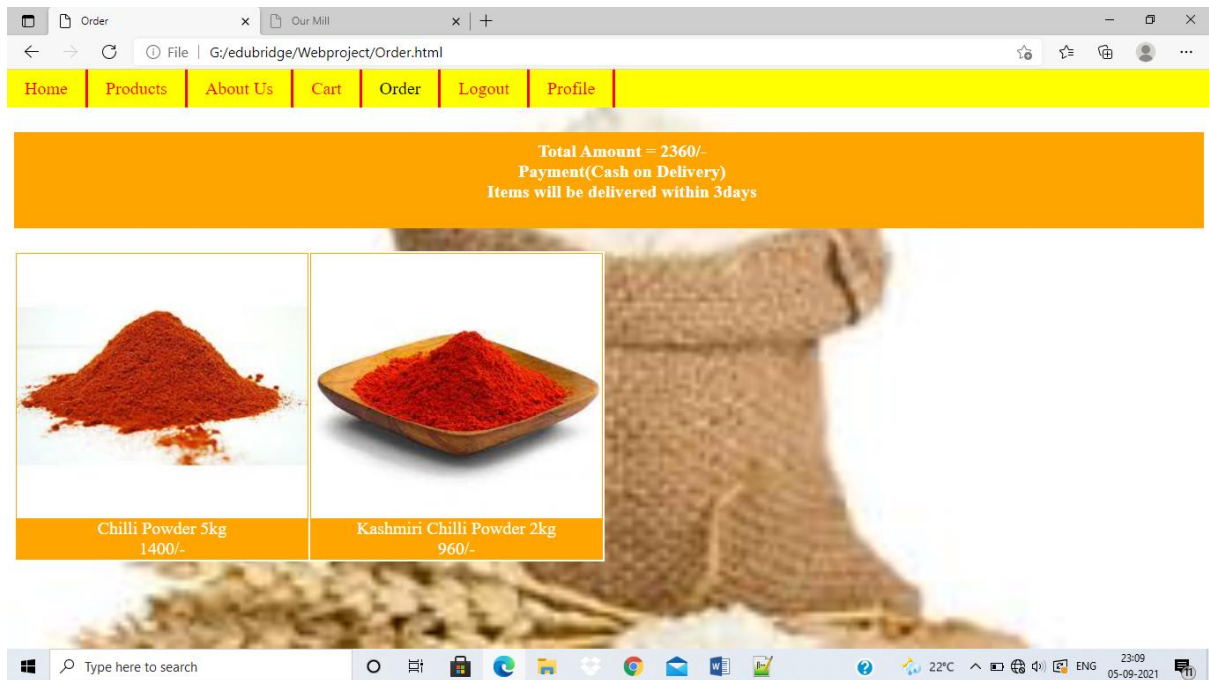 Order
Our Mill
File G:/edubridge/Webproject/Order.html
Home Products About Us Cart Order Logout Profile
Total Amount = 2360/-
Payment(Cash on Delivery)
Items will be delivered within 3days
Chilli Powder 5kg
1400/-
Kashmiri Chilli Powder 2kg
960/-
Type here to search
22°C
ENG
23:09
05-09-2021